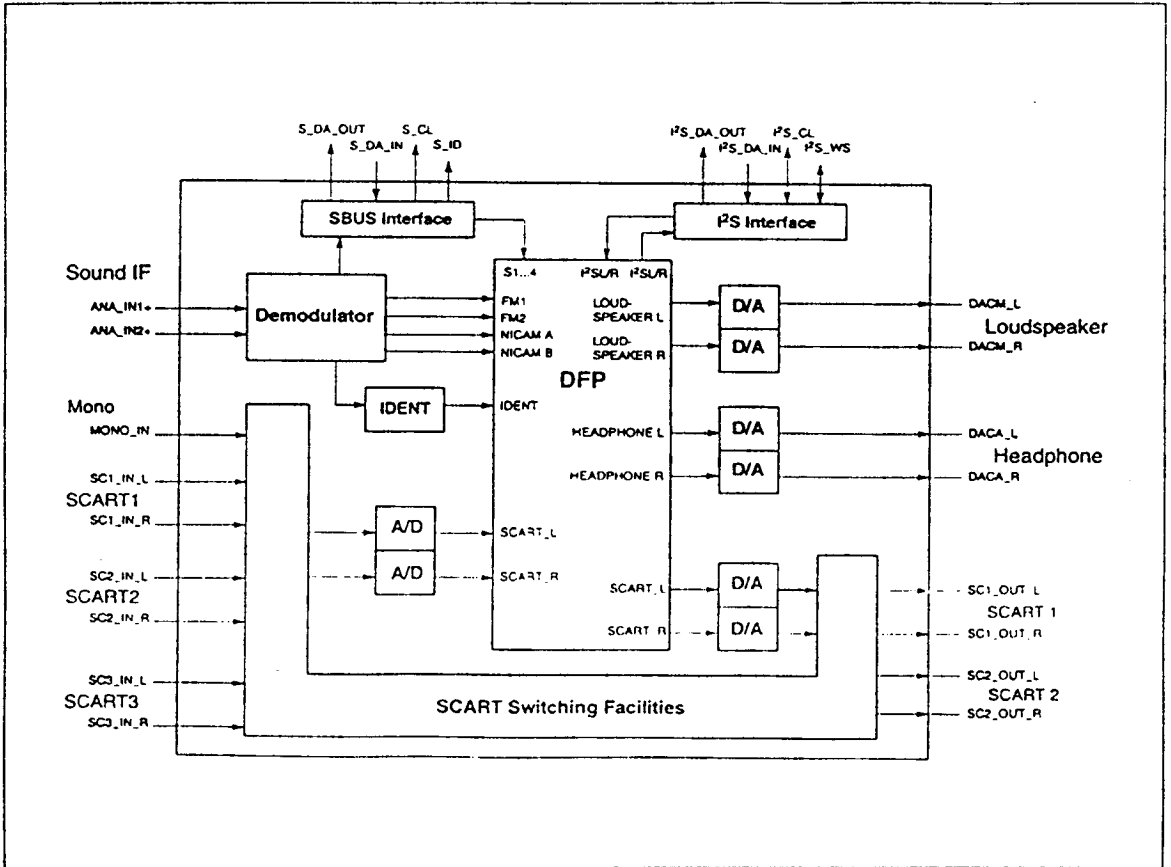 S_DA_OUT S_CL
S_DA_IN S_ID
I²S_DA_OUT I²S_CL
I²S_DA_IN I²S_WS
SBUS Interface
I²S Interface
Sound IF
ANA_IN1+
ANA_IN2+
Demodulator
S1...4
I²SL/R I²SL/R
FM1
FM2
NICAM A
NICAM B
LOUD-
SPEAKER L
LOUD-
SPEAKER R
D/A
D/A
DACM_L
Loudspeaker
DACM_R
DFP
IDENT
IDENT
Mono
MONO_IN
HEADPHONE L
HEADPHONE R
D/A
D/A
DACA_L
Headphone
DACA_R
SC1_IN_L
SCART1
SC1_IN_R
A/D
A/D
SCART_L
SCART_R
SC2_IN_L
SCART2
SC2_IN_R
SCART_L
SCART_R
D/A
D/A
SC1_OUT_L
SCART 1
SC1_OUT_R
SC3_IN_L
SCART3
SC3_IN_R
SCART Switching Facilities
SC2_OUT_L
SCART 2
SC2_OUT_R